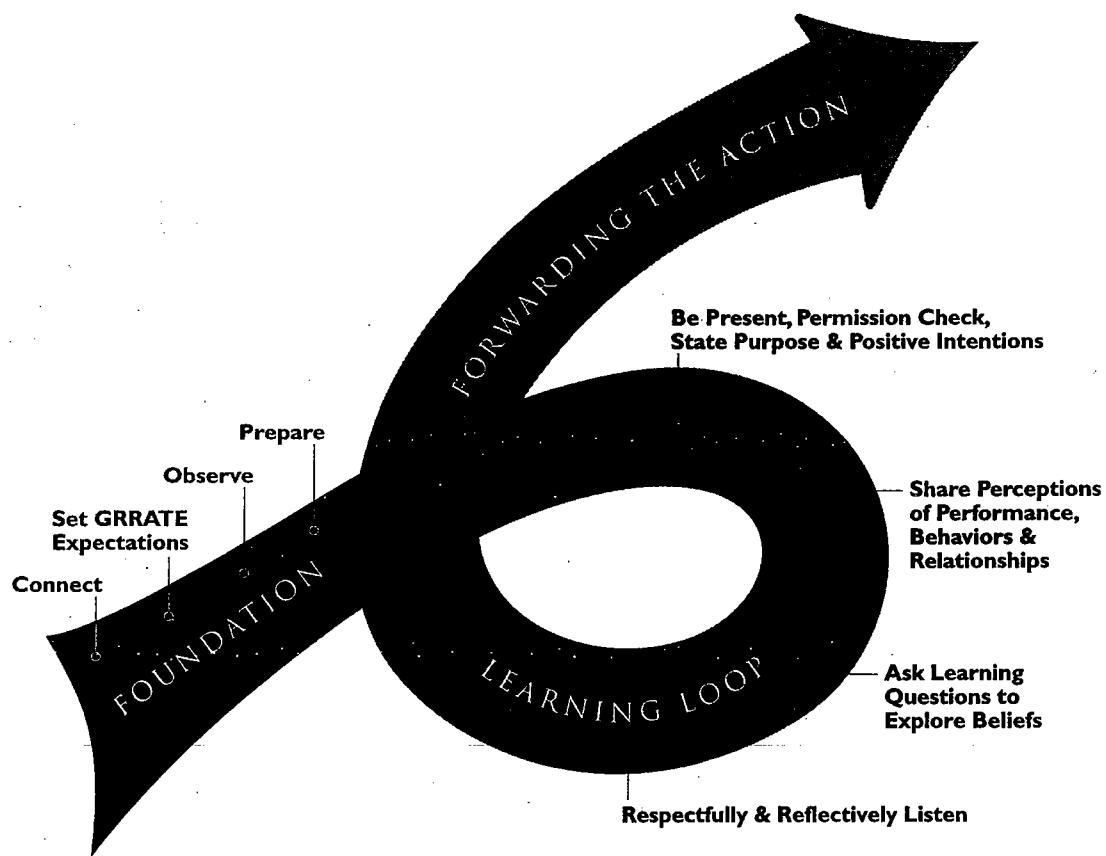 FORWARDING THE ACTION
Be Present, Permission Check,
State Purpose & Positive Intentions
Prepare
Observe
Set GRRATE
Expectations
Connect
FOUNDATION
Share Perceptions
of Performance,
Behaviors &
Relationships
Ask Learning
Questions to
Explore Beliefs
LEARNING LOOP
Respectfully & Reflectively Listen